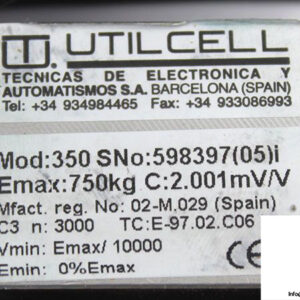 UTILCELL
TECNICAS DE ELECTRONICA Y
AUTOMATISMOS S.A. BARCELONA (SPAIN)
Tel: +34 934984465 Fax: +34 933086993
Mod:350 SNo:598397(05)i
Emax:750kg C:2.001mV/V
Mfact. reg. No: 02-M.029 (Spain)
C3 n: 3000 TC:E-97.02.C06
Vmin: Emax/ 10000
Emin: 0%Emax
CE